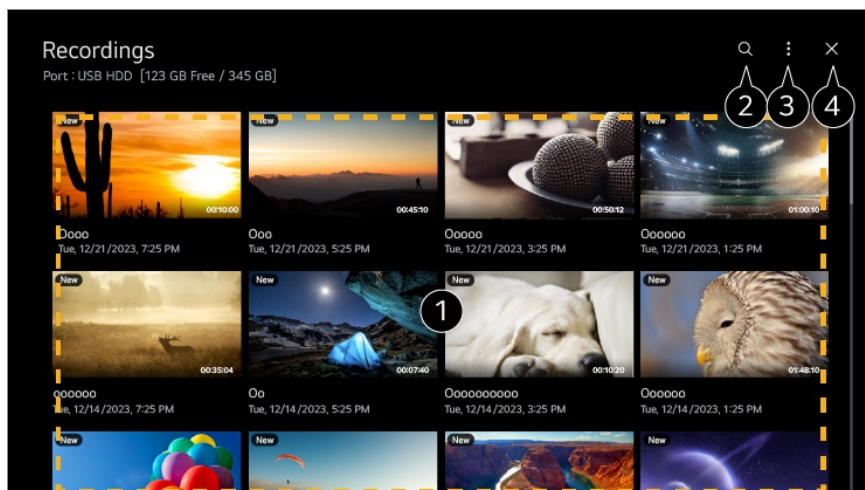 Recordings
Port : USB HDD [123 GB Free / 345 GB]
2 3 4
New New New New
00:10:00 00:45:10 00:50:12 01:00:10
Oooo Ooo Ooooo Oooooo
Tue, 12/21/2023, 7:25 PM Tue, 12/21/2023, 5:25 PM Tue, 12/21/2023, 3:25 PM Tue, 12/21/2023, 1:25 PM
New New New New
1
00:35:04 00:07:40 00:10:20 01:48:10
oooooo Oo Oooooooooo Oooooo
Tue, 12/14/2023, 7:25 PM Tue, 12/14/2023, 5:25 PM Tue, 12/14/2023, 3:25 PM Tue, 12/14/2023, 1:25 PM
New New New New